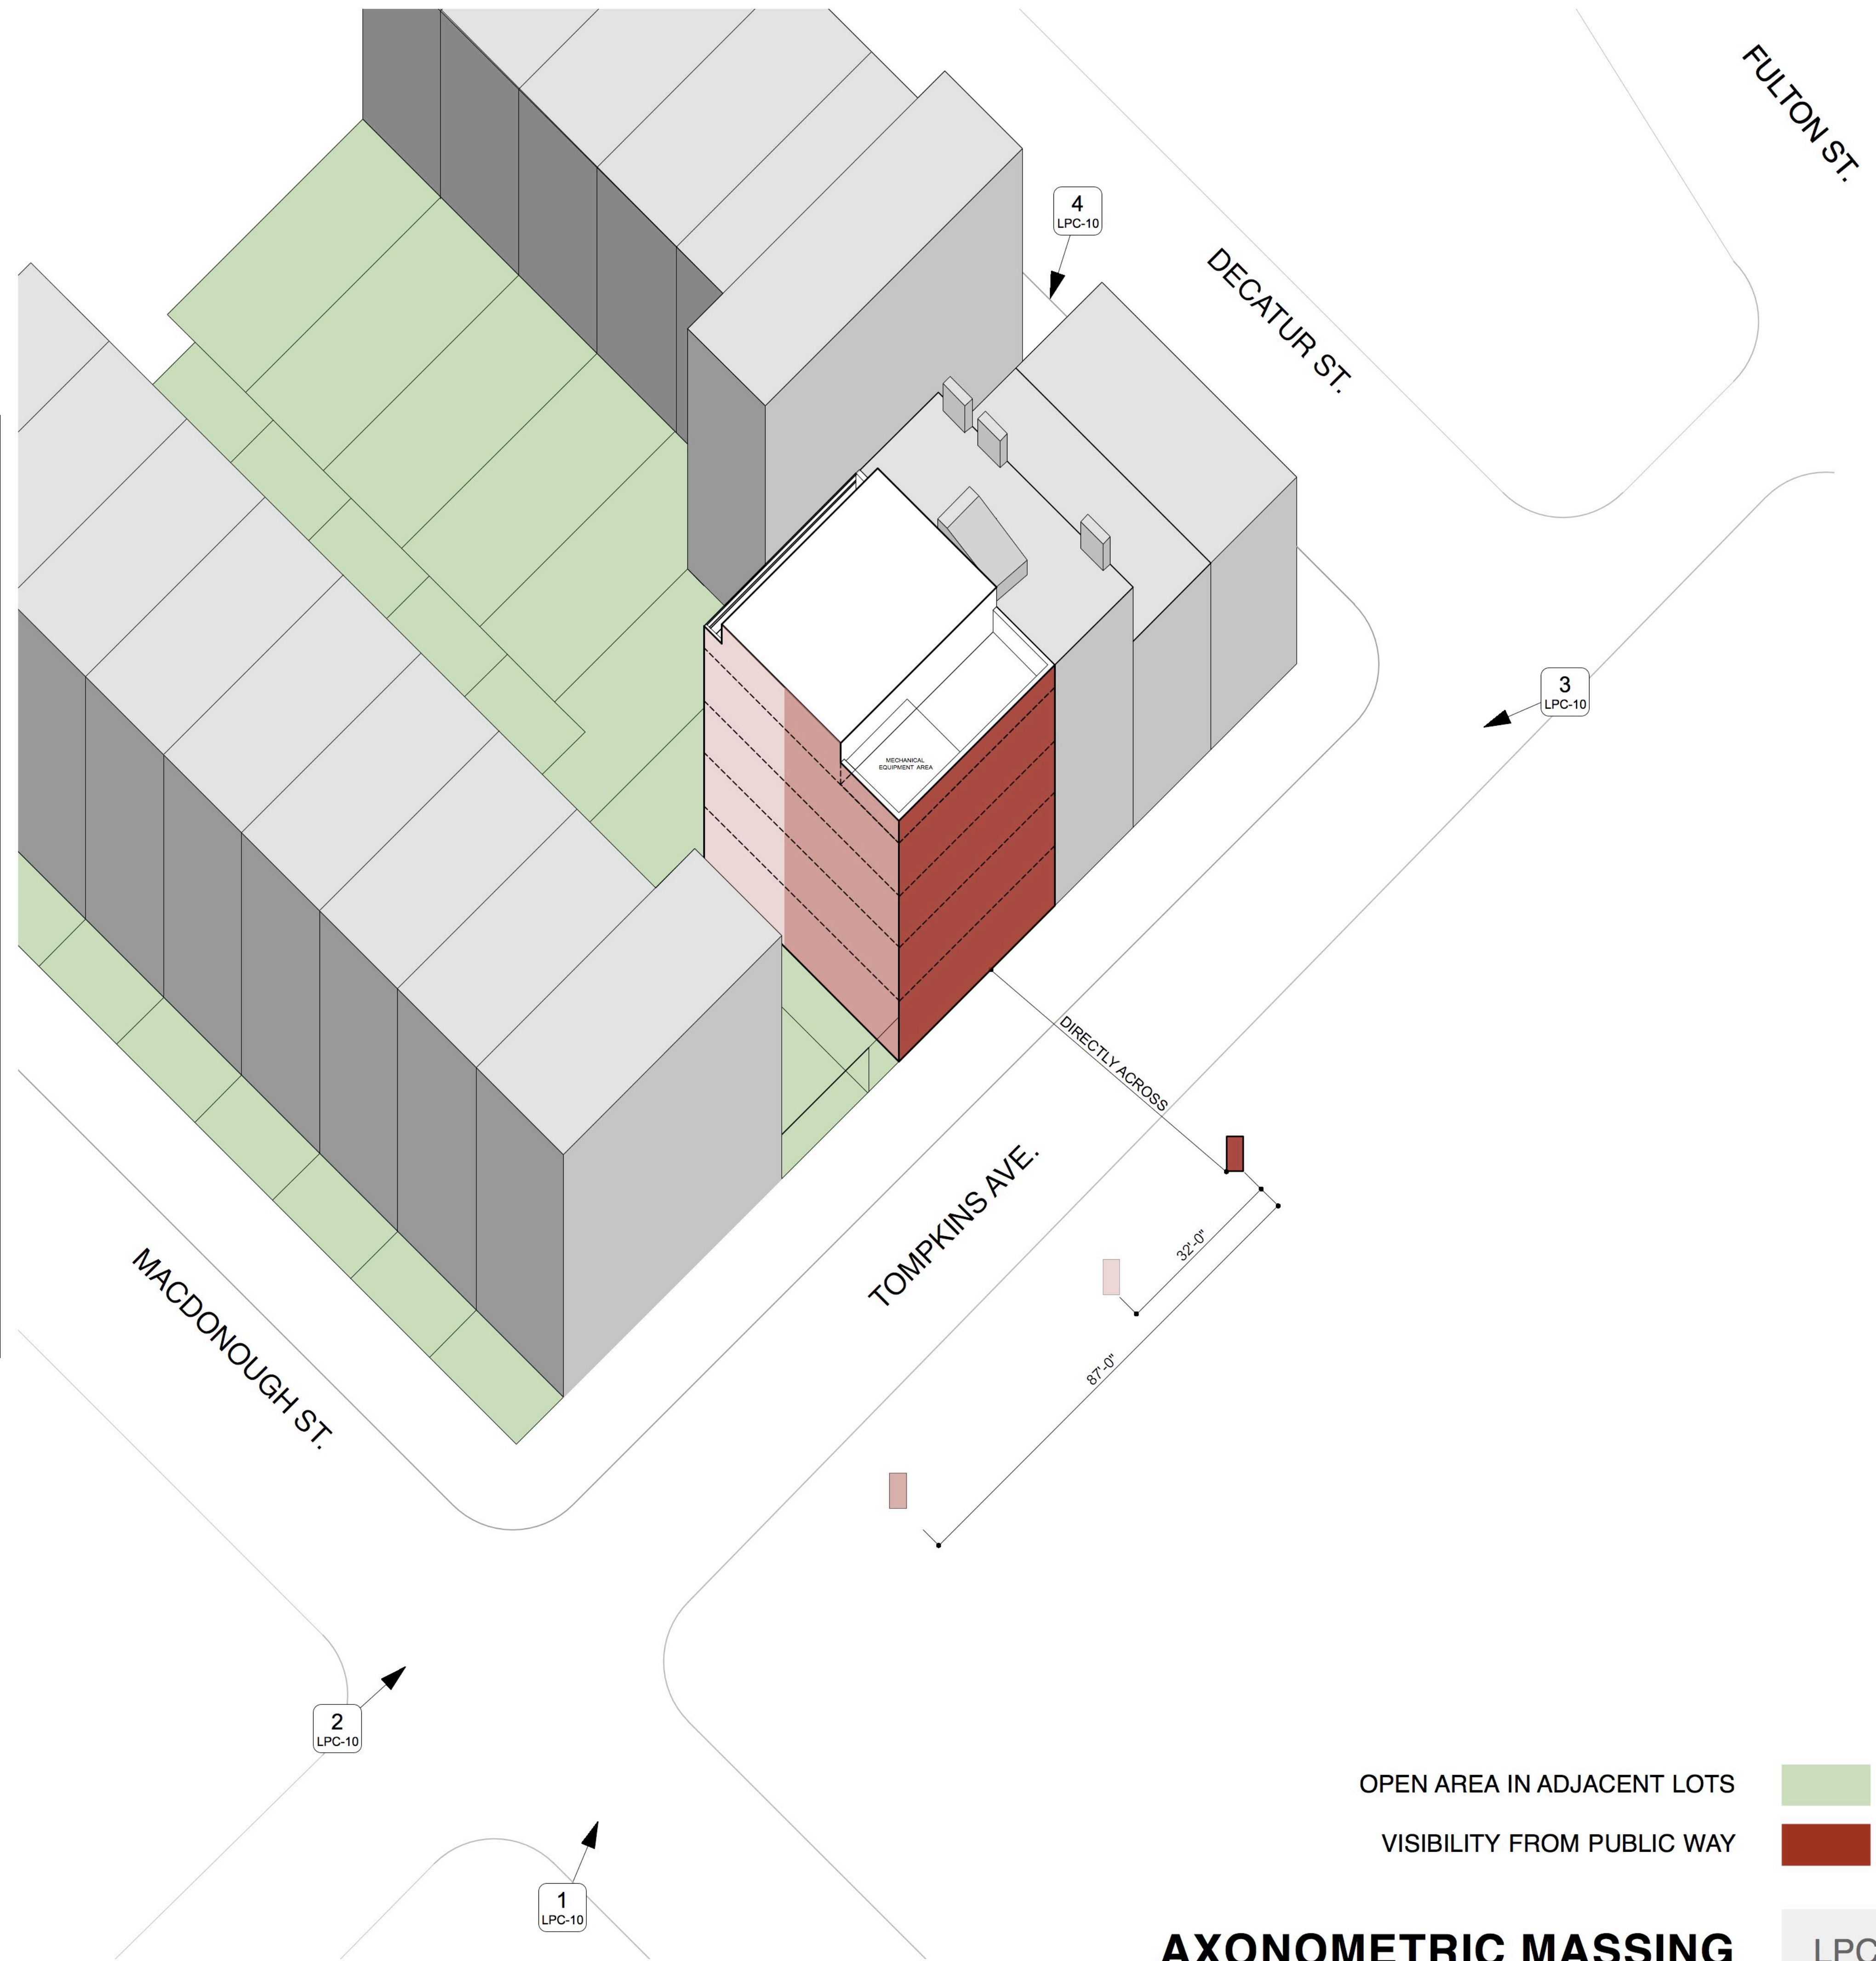 FULTON ST.
4
LPC-10
DECATUR ST.
3
LPC-10
MECHANICAL
EQUIPMENT AREA
DIRECTLY ACROSS
TOMPKINS AVE.
32'-0"
87'-0"
MACDONOUGH ST.
2
LPC-10
1
LPC-10
OPEN AREA IN ADJACENT LOTS
VISIBILITY FROM PUBLIC WAY
AXONOMETRIC MASSING
LPC